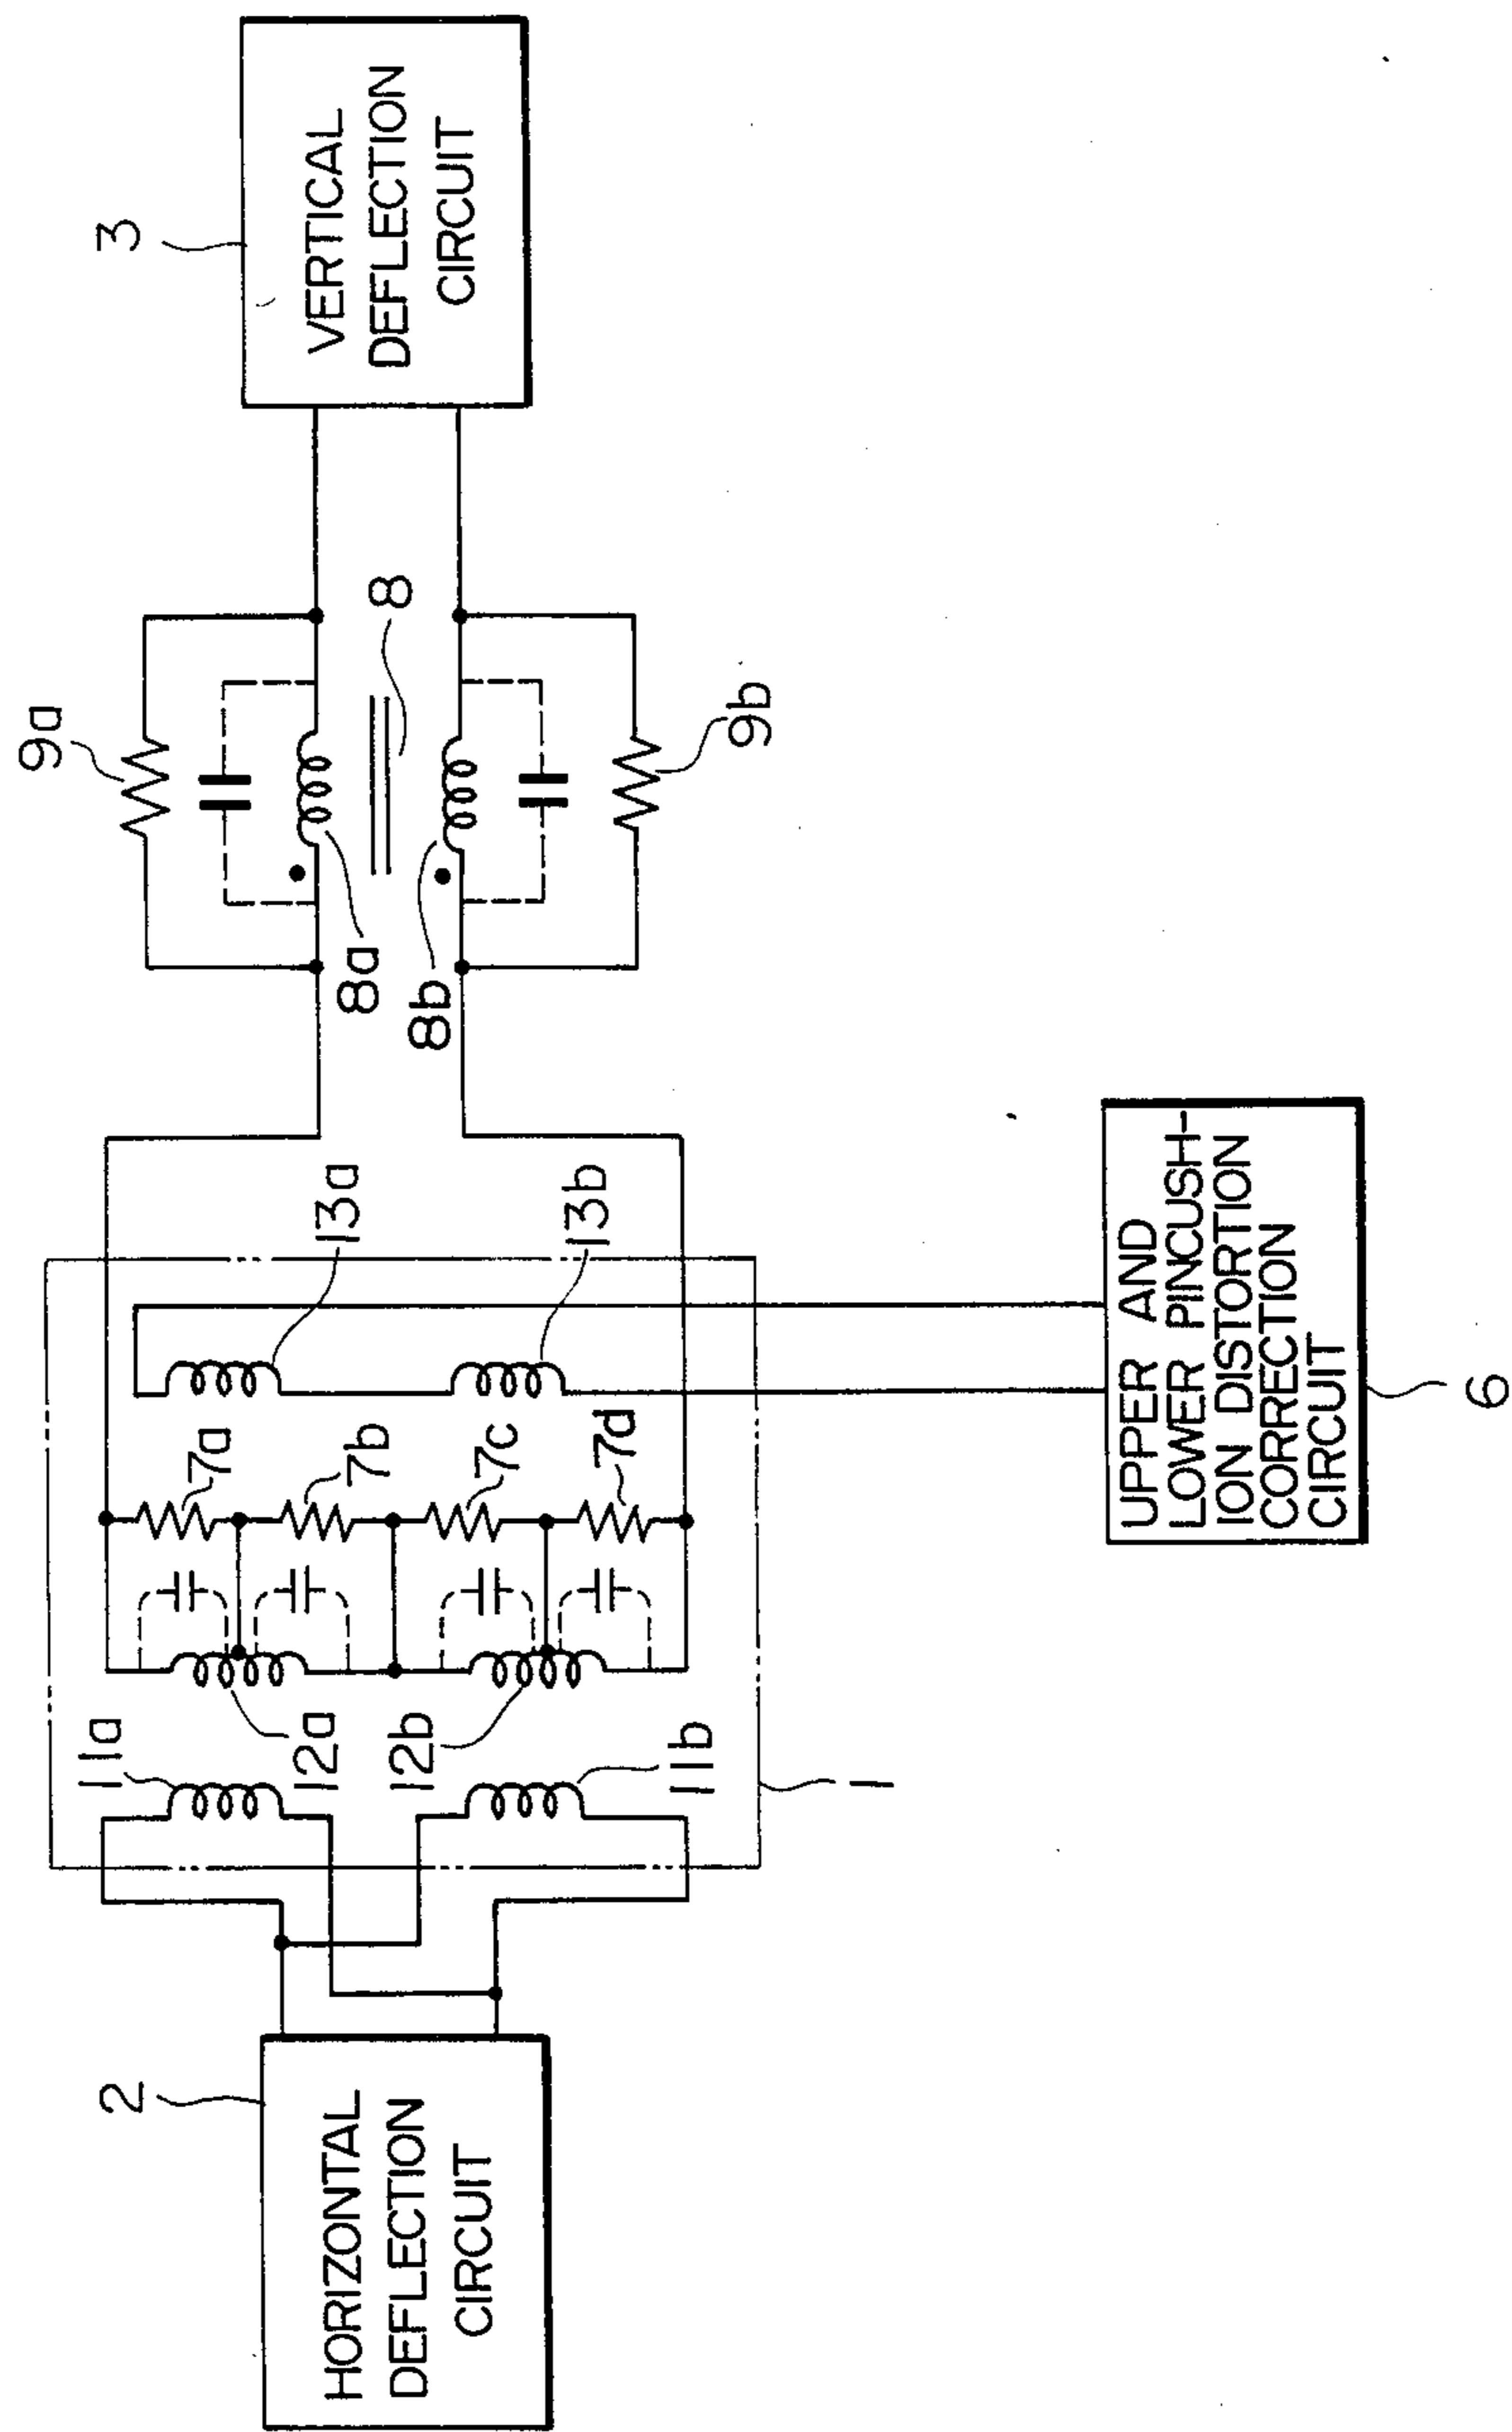 2
HORIZONTAL
DEFLECTION
CIRCUIT
11a
11b
12a
12b
1
7a
7b
7c
7d
13a
13b
8a
8b
8
9a
9b
3
VERTICAL
DEFLECTION
CIRCUIT
UPPER AND
LOWER PINCUSH-
ION DISTORTION
CORRECTION
CIRCUIT
6